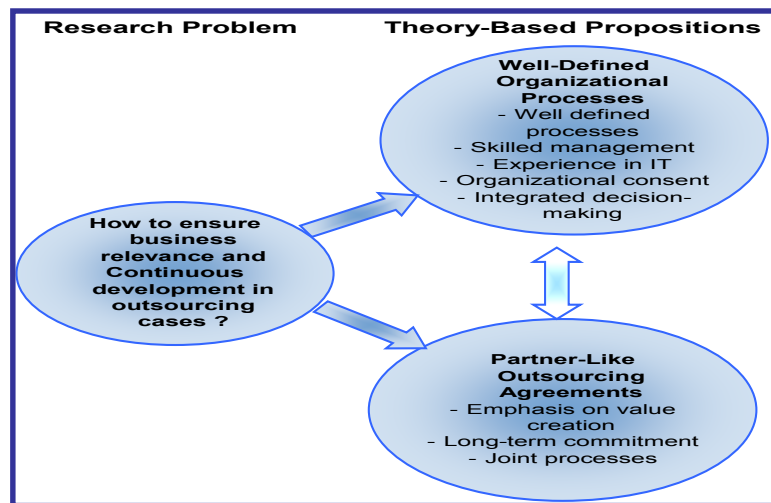 Research Problem
Theory-Based Propositions
Well-Defined
Organizational
Processes
- Well defined
processes
- Skilled management
- Experience in IT
- Organizational consent
- Integrated decision-
making
How to ensure
business
relevance and
Continuous
development in
outsourcing
cases ?
Partner-Like
Outsourcing
Agreements
- Emphasis on value
creation
- Long-term commitment
- Joint processes